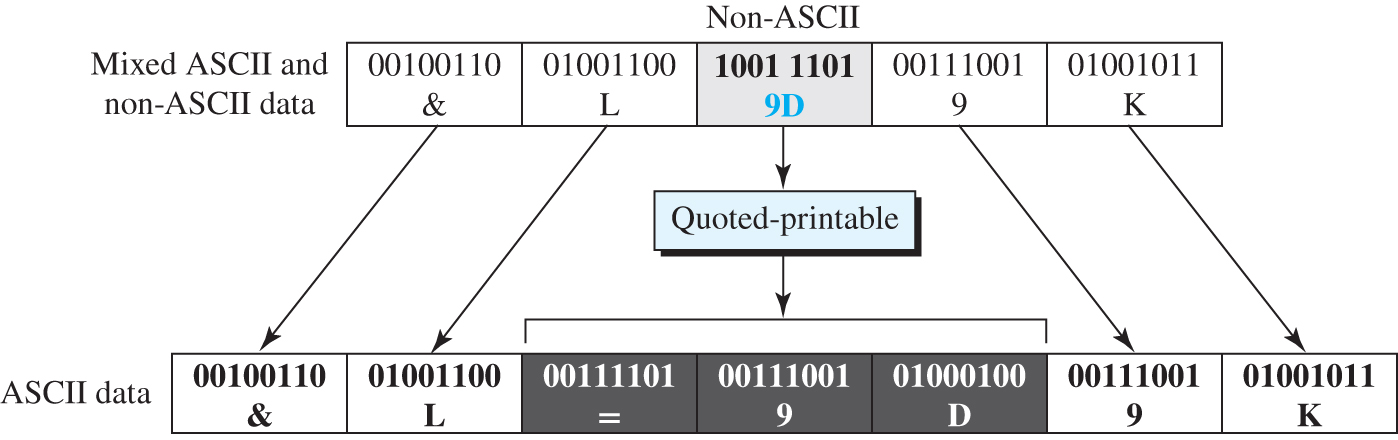 Non-ASCII
Mixed ASCII and
non-ASCII data
00100110 01001100 1001 1101 00111001 01001011
& L 9D 9 K
Quoted-printable
ASCII data
00100110 01001100 00111101 00111001 01000100 00111001 01001011
& L = 9 D 9 K